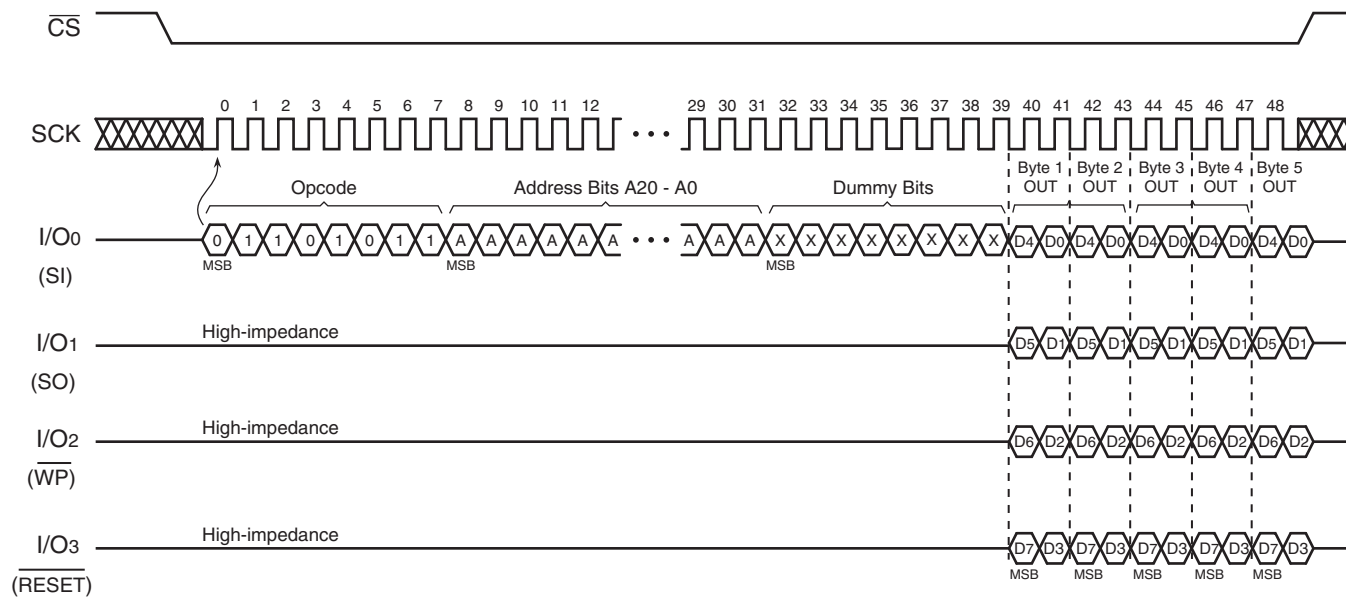 CS
SCK
0 1 2 3 4 5 6 7 8 9 10 11 12 29 30 31 32 33 34 35 36 37 38 39 40 41 42 43 44 45 46 47 48
Opcode Address Bits A20 - A0 Dummy Bits
Byte 1 OUT Byte 2 OUT Byte 3 OUT Byte 4 OUT Byte 5 OUT
I/O0
(SI)
0 1 1 0 1 0 1 1 A A A A A A A A A X X X X X X X X D4 D0 D4 D0 D4 D0 D4 D0 D4 D0
MSB MSB MSB
I/O1
(SO)
High-impedance
D5 D1 D5 D1 D5 D1 D5 D1 D5 D1
I/O2
(WP)
High-impedance
D6 D2 D6 D2 D6 D2 D6 D2 D6 D2
I/O3
(RESET)
High-impedance
D7 D3 D7 D3 D7 D3 D7 D3 D7 D3
MSB MSB MSB MSB MSB